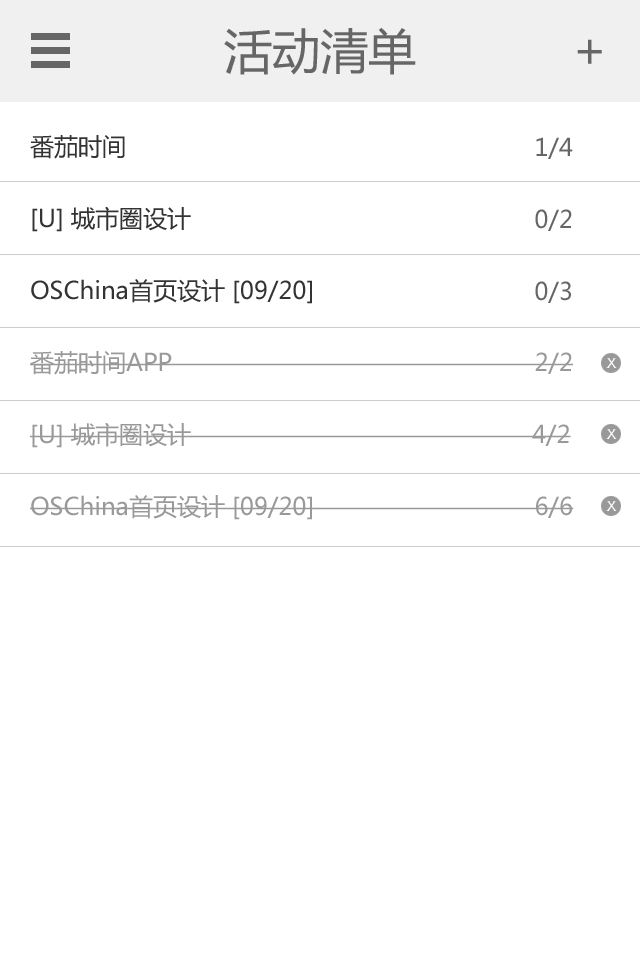 活动清单 +
番茄时间 1/4
[U] 城市圈设计 0/2
OSChina首页设计 [09/20] 0/3
番茄时间APP 2/2 X
[U] 城市圈设计 4/2 X
OSChina首页设计 [09/20] 6/6 X